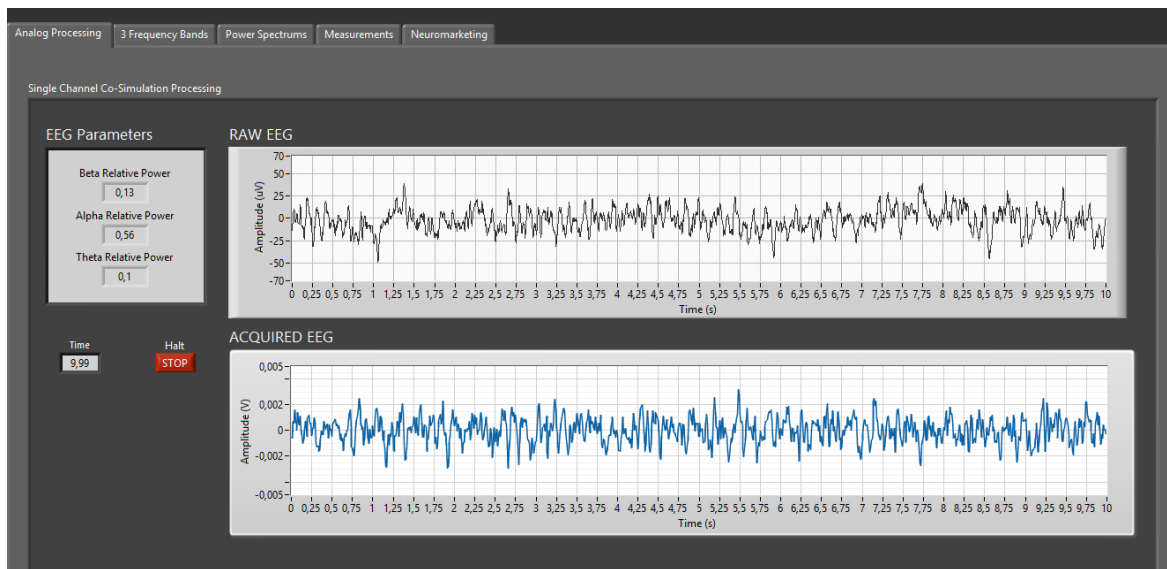 Analog Processing 3 Frequency Bands Power Spectrums Measurements Neuromarketing
Single Channel Co-Simulation Processing
EEG Parameters
Beta Relative Power
0,13
Alpha Relative Power
0,56
Theta Relative Power
0,1
Time
9,99
Halt
STOP
RAW EEG
Amplitude (uV)
70
50
25
0
-25
-50
-70
0 0,25 0,5 0,75 1 1,25 1,5 1,75 2 2,25 2,5 2,75 3 3,25 3,5 3,75 4 4,25 4,5 4,75 5 5,25 5,5 5,75 6 6,25 6,5 6,75 7 7,25 7,5 7,75 8 8,25 8,5 8,75 9 9,25 9,5 9,75 10
Time (s)
ACQUIRED EEG
Amplitude (V)
0,005
0,002
0
-0,002
-0,005
0 0,25 0,5 0,75 1 1,25 1,5 1,75 2 2,25 2,5 2,75 3 3,25 3,5 3,75 4 4,25 4,5 4,75 5 5,25 5,5 5,75 6 6,25 6,5 6,75 7 7,25 7,5 7,75 8 8,25 8,5 8,75 9 9,25 9,5 9,75 10
Time (s)